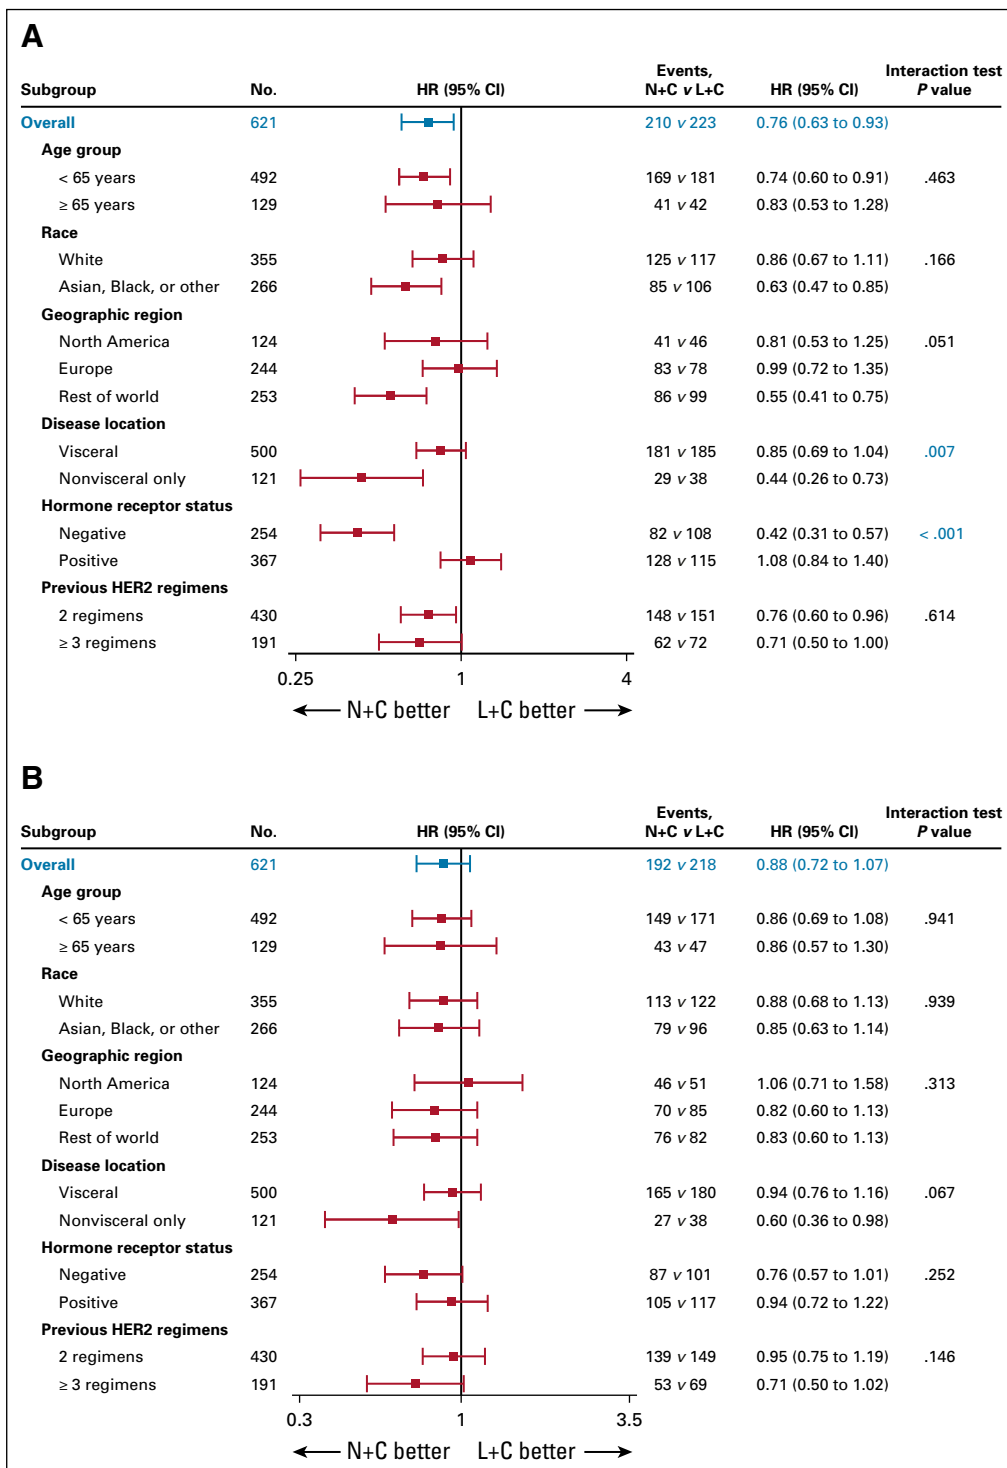 A
Subgroup No. HR (95% CI) Events, N+C v L+C HR (95% CI) Interaction test P value
Overall 621 210 v 223 0.76 (0.63 to 0.93)
Age group
< 65 years 492 169 v 181 0.74 (0.60 to 0.91) .463
≥ 65 years 129 41 v 42 0.83 (0.53 to 1.28)
Race
White 355 125 v 117 0.86 (0.67 to 1.11) .166
Asian, Black, or other 266 85 v 106 0.63 (0.47 to 0.85)
Geographic region
North America 124 41 v 46 0.81 (0.53 to 1.25) .051
Europe 244 83 v 78 0.99 (0.72 to 1.35)
Rest of world 253 86 v 99 0.55 (0.41 to 0.75)
Disease location
Visceral 500 181 v 185 0.85 (0.69 to 1.04) .007
Nonvisceral only 121 29 v 38 0.44 (0.26 to 0.73)
Hormone receptor status
Negative 254 82 v 108 0.42 (0.31 to 0.57) < .001
Positive 367 128 v 115 1.08 (0.84 to 1.40)
Previous HER2 regimens
2 regimens 430 148 v 151 0.76 (0.60 to 0.96) .614
≥ 3 regimens 191 62 v 72 0.71 (0.50 to 1.00)
0.25 1 4
N+C better L+C better
B
Subgroup No. HR (95% CI) Events, N+C v L+C HR (95% CI) Interaction test P value
Overall 621 192 v 218 0.88 (0.72 to 1.07)
Age group
< 65 years 492 149 v 171 0.86 (0.69 to 1.08) .941
≥ 65 years 129 43 v 47 0.86 (0.57 to 1.30)
Race
White 355 113 v 122 0.88 (0.68 to 1.13) .939
Asian, Black, or other 266 79 v 96 0.85 (0.63 to 1.14)
Geographic region
North America 124 46 v 51 1.06 (0.71 to 1.58) .313
Europe 244 70 v 85 0.82 (0.60 to 1.13)
Rest of world 253 76 v 82 0.83 (0.60 to 1.13)
Disease location
Visceral 500 165 v 180 0.94 (0.76 to 1.16) .067
Nonvisceral only 121 27 v 38 0.60 (0.36 to 0.98)
Hormone receptor status
Negative 254 87 v 101 0.76 (0.57 to 1.01) .252
Positive 367 105 v 117 0.94 (0.72 to 1.22)
Previous HER2 regimens
2 regimens 430 139 v 149 0.95 (0.75 to 1.19) .146
≥ 3 regimens 191 53 v 69 0.71 (0.50 to 1.02)
0.3 1 3.5
N+C better L+C better